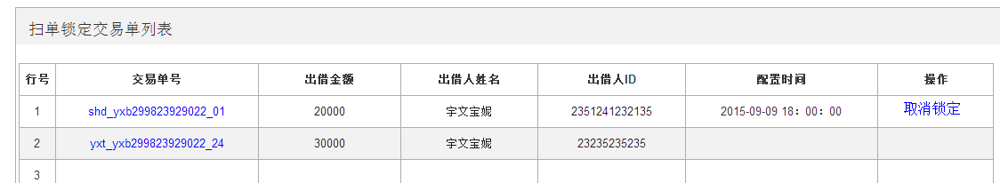 扫单锁定交易单列表
行号 交易单号 出借金额 出借人姓名 出借人ID 配置时间 操作
1 shd_yxb299823929022_01 20000 宇文宝妮 2351241232135 2015-09-09 18：00：00 取消锁定
2 yxt_yxb299823929022_24 30000 宇文宝妮 23235235235
3